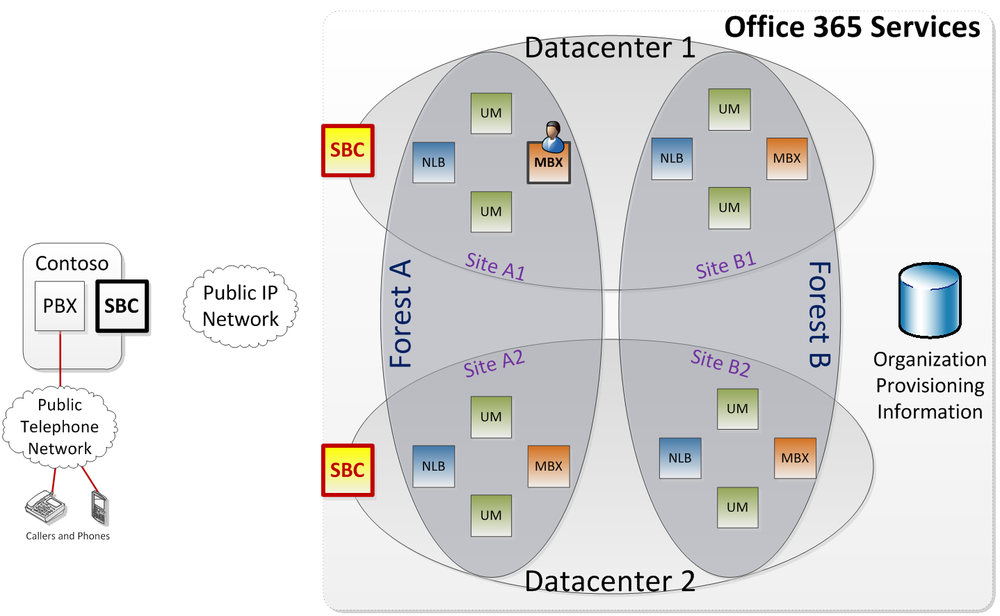 Office 365 Services
Datacenter 1
UM
UM
SBC
NLB
MBX
NLB
MBX
UM
UM
Site A1
Site B1
Contoso
PBX
SBC
Public IP
Network
Forest A
Forest B
Site A2
Site B2
Organization
Provisioning
Information
Public
Telephone
Network
UM
UM
SBC
NLB
MBX
NLB
MBX
UM
UM
Callers and Phones
Datacenter 2